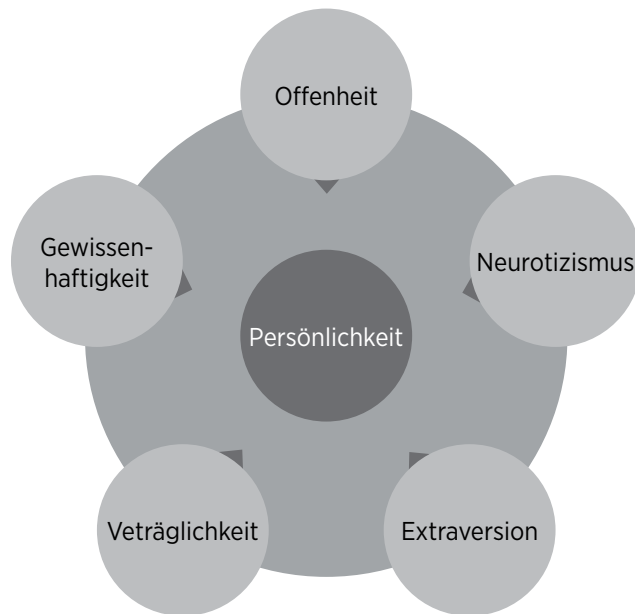 Offenheit
Gewissen-
haftigkeit
Neurotizismus
Persönlichkeit
Veträglichkeit
Extraversion